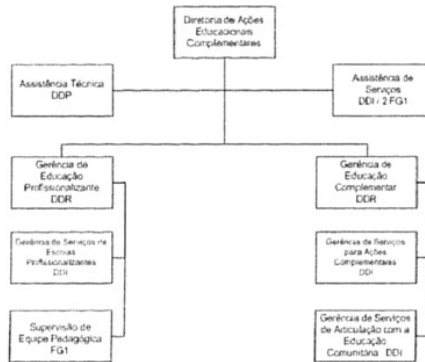 Diretoria de Ações
Educacionais
Complementares
Assistência Técnica
DDP
Assistência de
Serviços
DDI / 2 FG1
Gerência de
Educação
Profissionalizante
DDR
Gerência de
Educação
Complementar
DDR
Gerência de Serviços de
Escolas
Profissionalizantes
DDI
Gerência de Serviços
para Ações
Complementares
DDI
Supervisão de
Equipe Pedagógica
FG1
Gerência de Serviços
de Articulação com a
Educação
Comunitária DDI